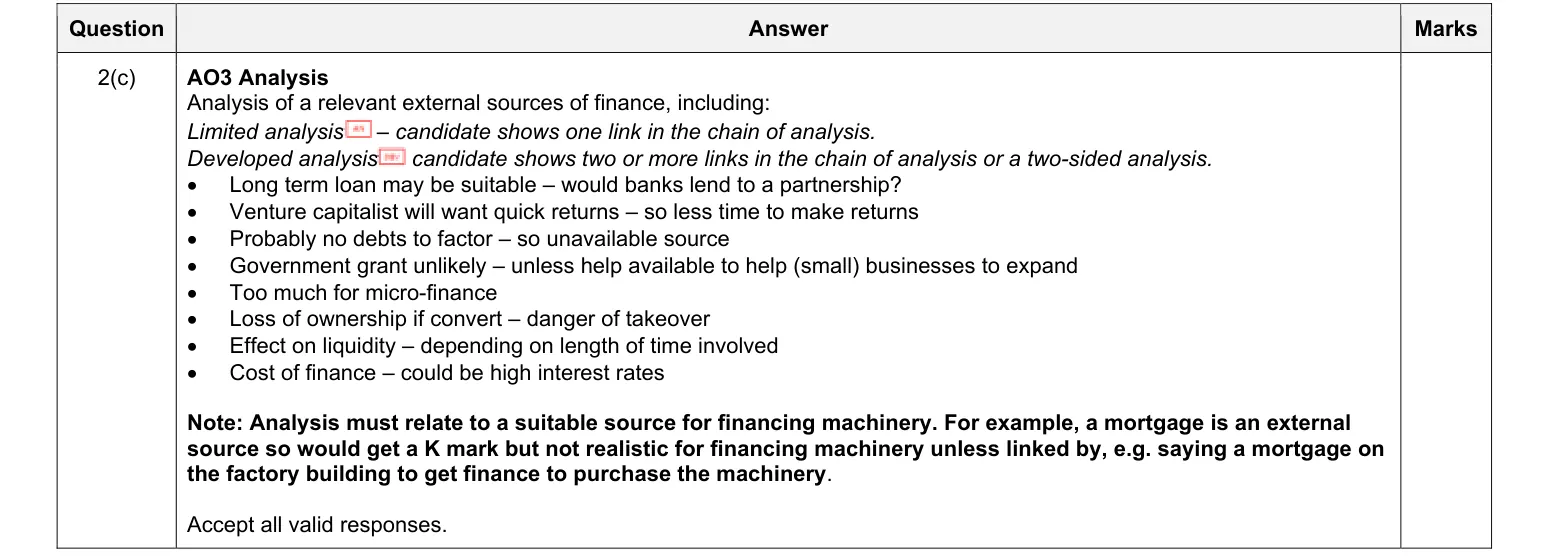 Question Answer Marks
2(c)
AO3 Analysis
Analysis of a relevant external sources of finance, including:
Limited analysis – candidate shows one link in the chain of analysis.
Developed analysis candidate shows two or more links in the chain of analysis or a two-sided analysis.
• Long term loan may be suitable – would banks lend to a partnership?
• Venture capitalist will want quick returns – so less time to make returns
• Probably no debts to factor – so unavailable source
• Government grant unlikely – unless help available to help (small) businesses to expand
• Too much for micro-finance
• Loss of ownership if convert – danger of takeover
• Effect on liquidity – depending on length of time involved
• Cost of finance – could be high interest rates
Note: Analysis must relate to a suitable source for financing machinery. For example, a mortgage is an external
source so would get a K mark but not realistic for financing machinery unless linked by, e.g. saying a mortgage on
the factory building to get finance to purchase the machinery.
Accept all valid responses.